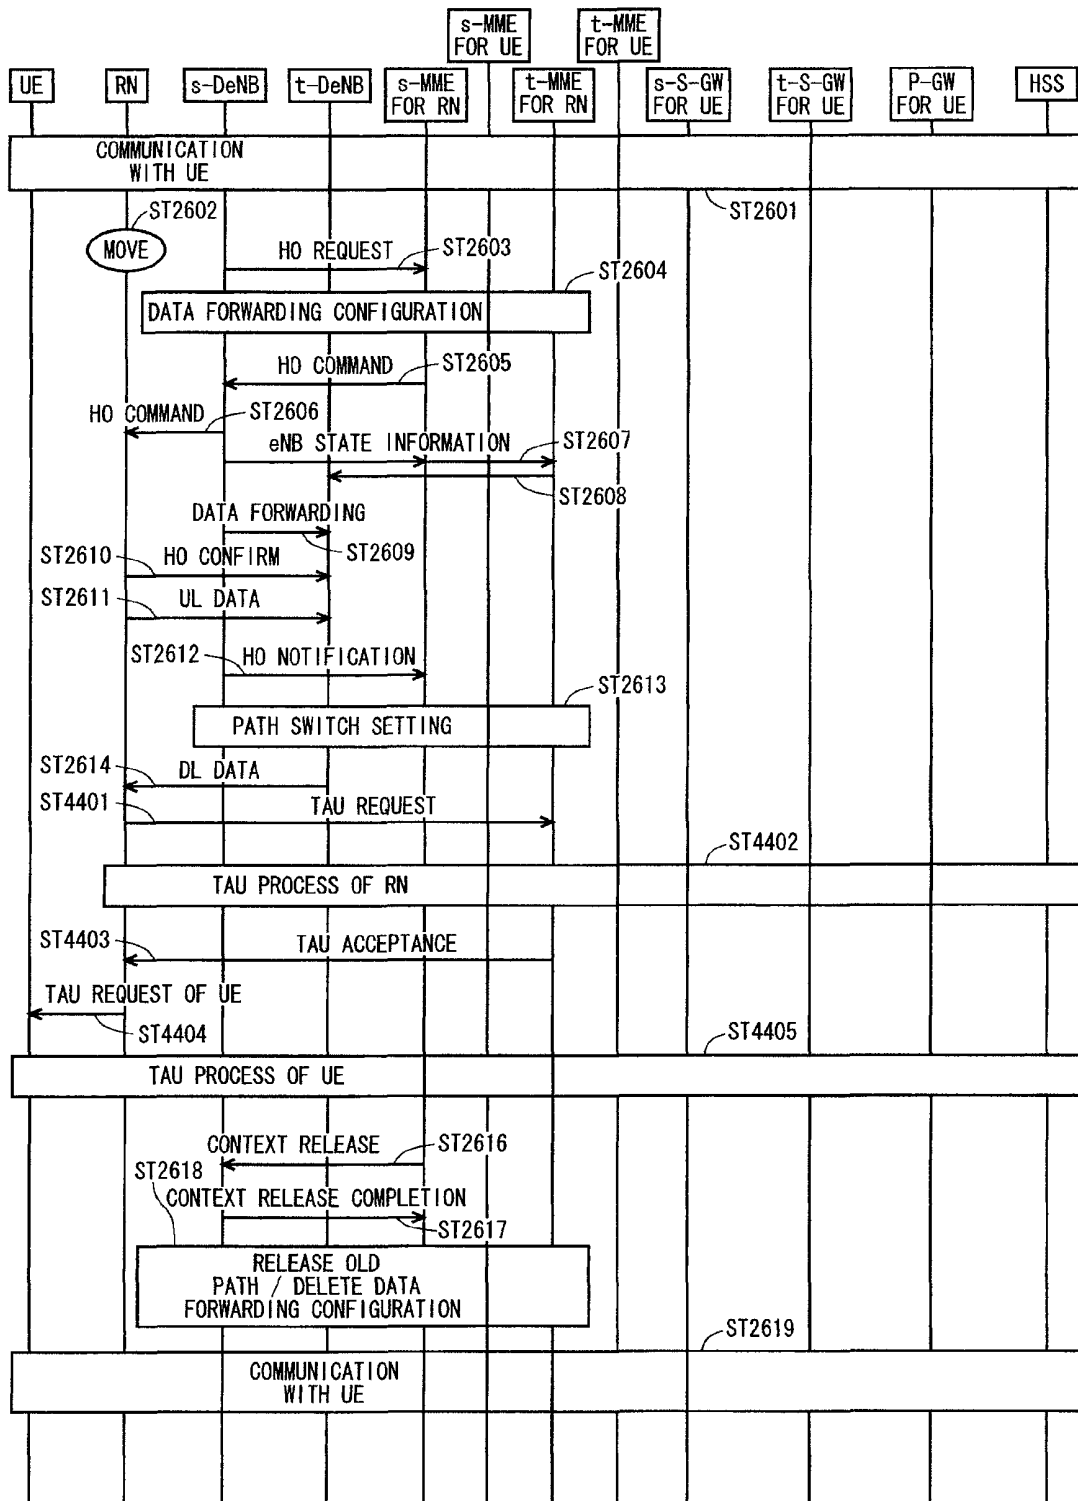 s-MME
FOR UE
t-MME
FOR UE
UE
RN
s-DeNB
t-DeNB
s-MME
FOR RN
t-MME
FOR RN
s-S-GW
FOR UE
t-S-GW
FOR UE
P-GW
FOR UE
HSS
COMMUNICATION
WITH UE
ST2601
ST2602
MOVE
HO REQUEST
ST2603
ST2604
DATA FORWARDING CONFIGURATION
HO COMMAND
ST2605
HO COMMAND
ST2606
eNB STATE INFORMATION
ST2607
ST2608
DATA FORWARDING
ST2609
ST2610
HO CONFIRM
ST2611
UL DATA
ST2612
HO NOTIFICATION
ST2613
PATH SWITCH SETTING
ST2614
DL DATA
ST4401
TAU REQUEST
ST4402
TAU PROCESS OF RN
ST4403
TAU ACCEPTANCE
TAU REQUEST OF UE
ST4404
ST4405
TAU PROCESS OF UE
CONTEXT RELEASE
ST2616
ST2618
CONTEXT RELEASE COMPLETION
ST2617
RELEASE OLD
PATH / DELETE DATA
FORWARDING CONFIGURATION
ST2619
COMMUNICATION
WITH UE